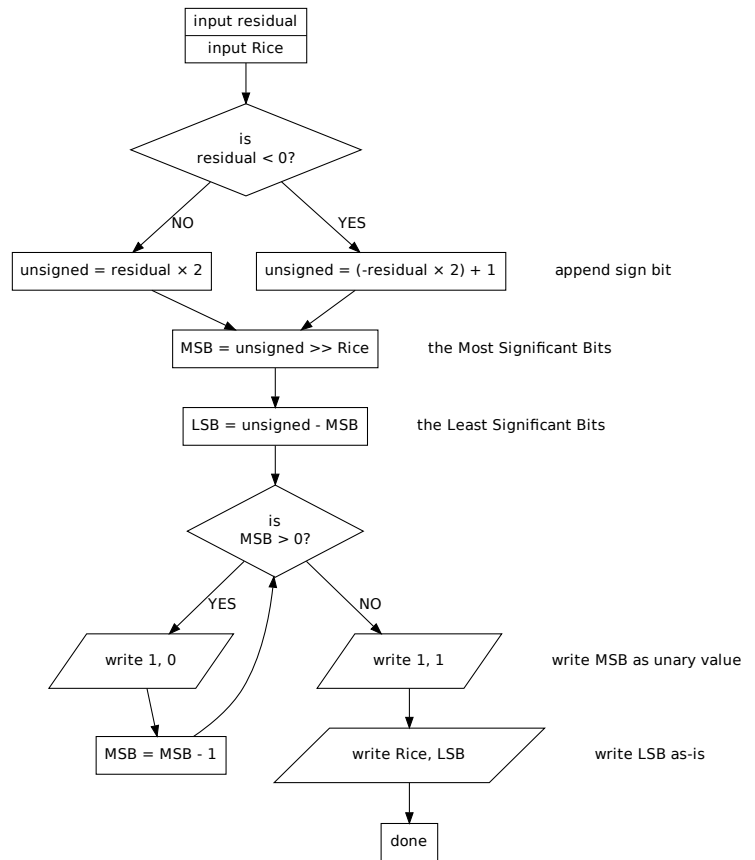 input residual
input Rice
is
residual < 0?
NO
YES
unsigned = residual × 2
unsigned = (-residual × 2) + 1
append sign bit
MSB = unsigned >> Rice
the Most Significant Bits
LSB = unsigned - MSB
the Least Significant Bits
is
MSB > 0?
YES
NO
write 1, 0
write 1, 1
write MSB as unary value
MSB = MSB - 1
write Rice, LSB
write LSB as-is
done